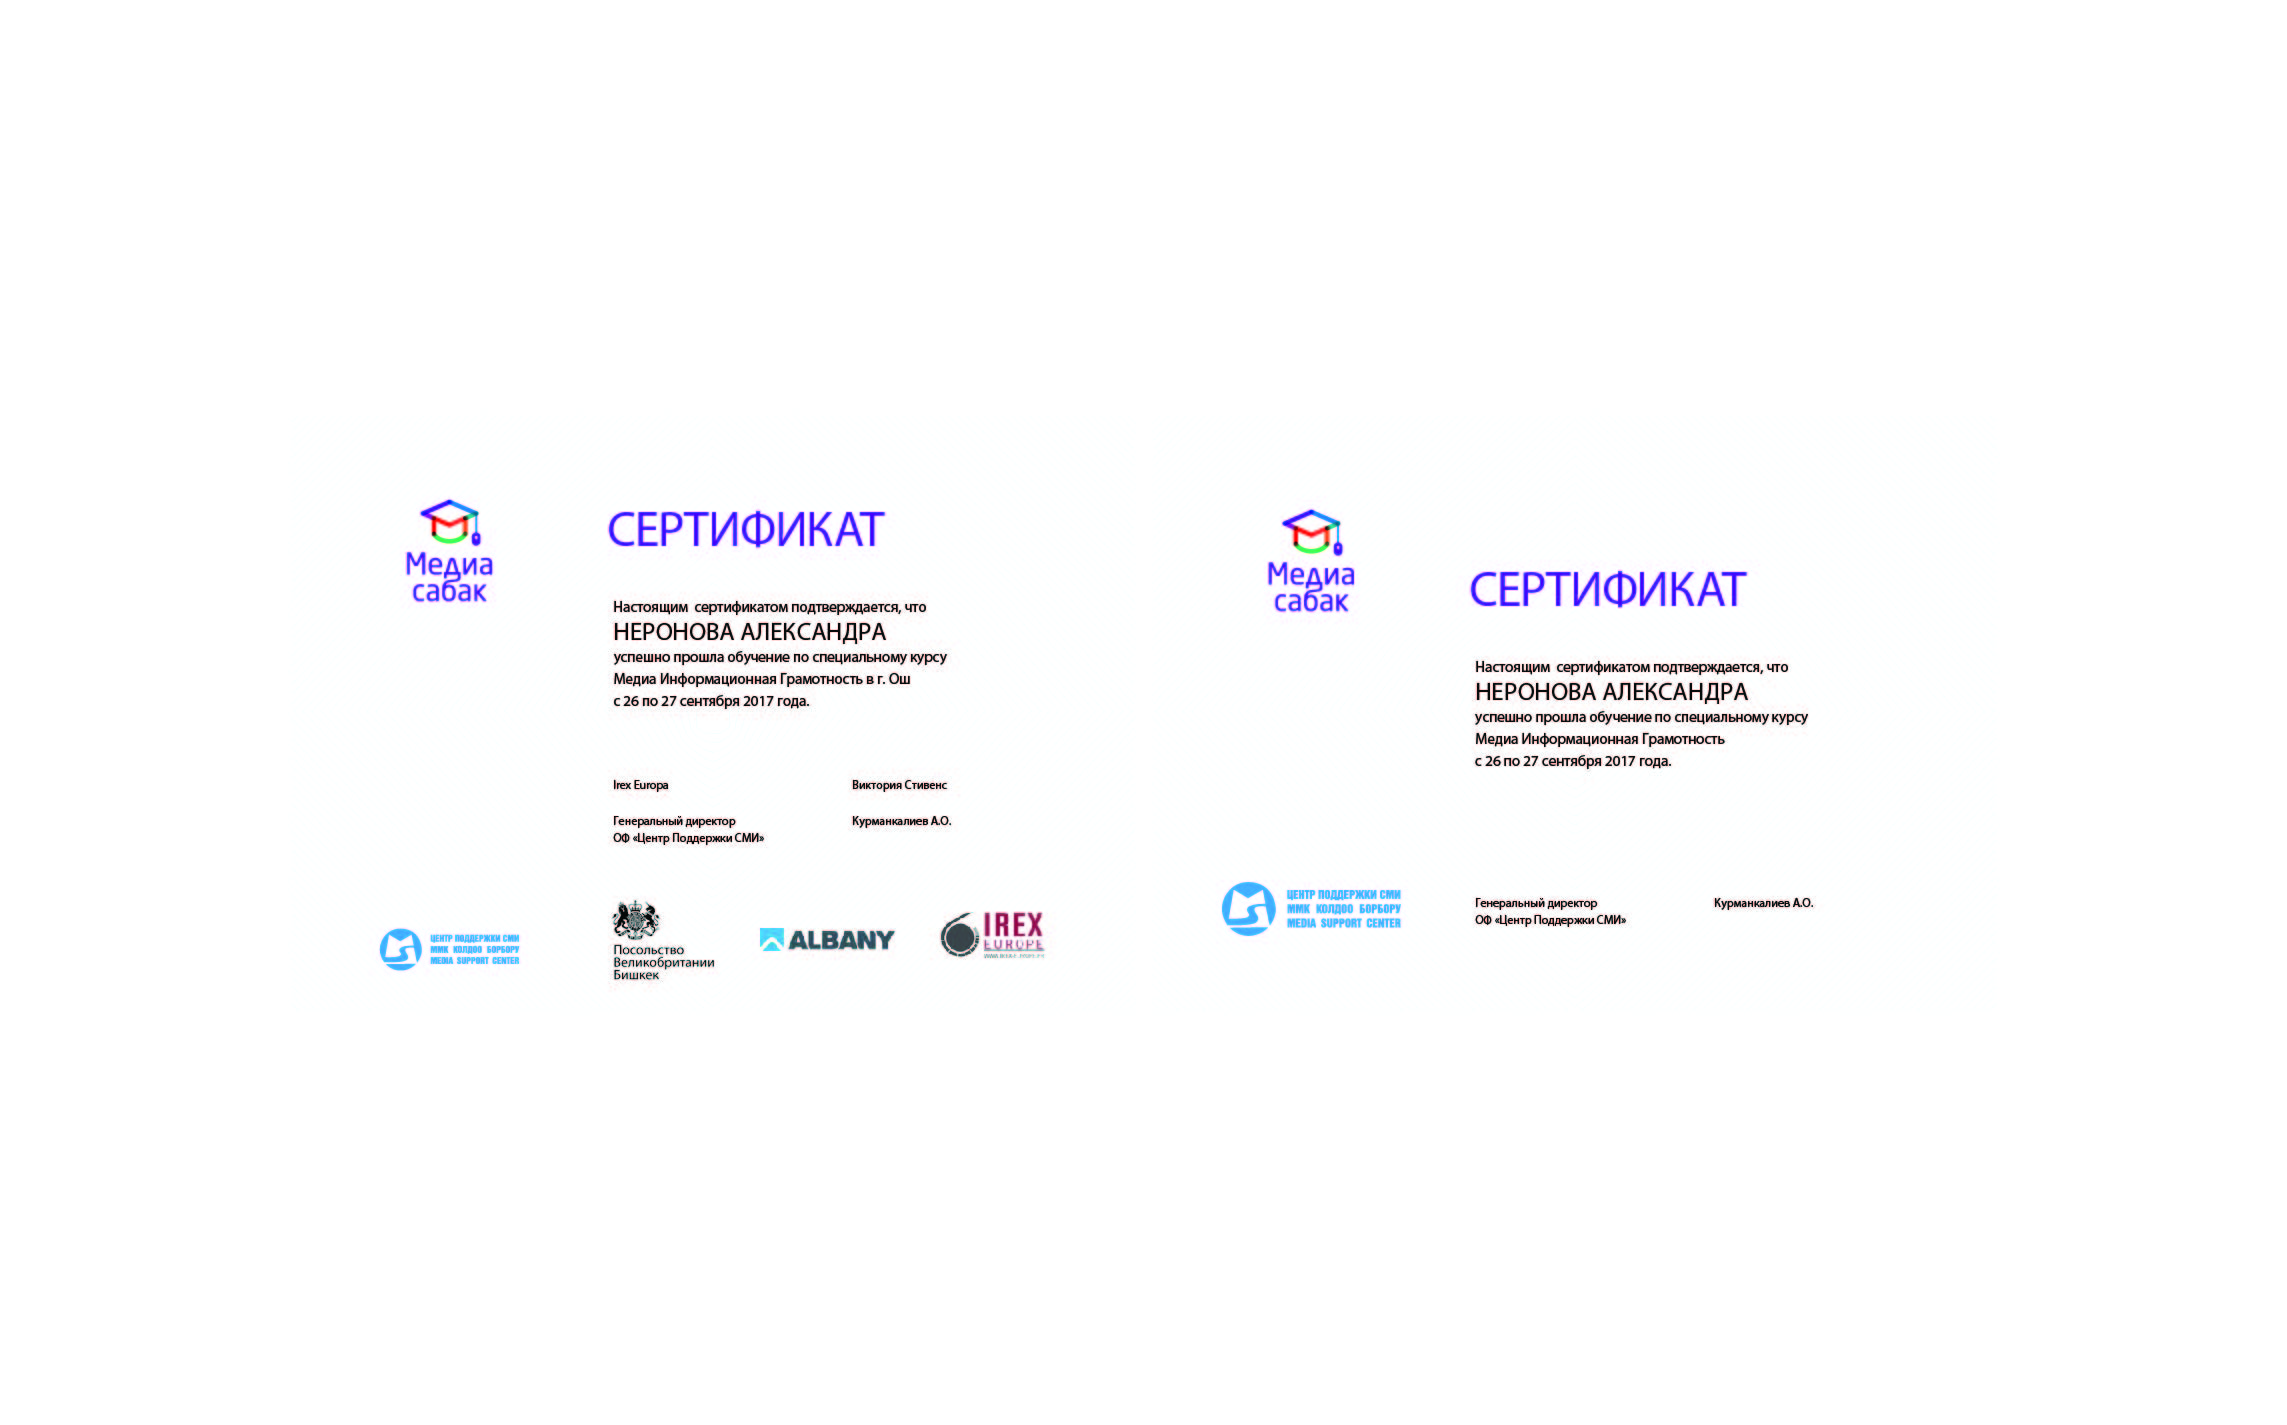 Медиа
сабак
СЕРТИФИКАТ
Настоящим  сертификатом подтверждается, что
НЕРОНОВА АЛЕКСАНДРА
успешно прошла обучение по специальному курсу
Медиа Информационная Грамотность в г. Ош
с 26 по 27 сентября 2017 года.
Irex Europa Виктория Стивенс
Генеральный директор Курманкалиев А.О.
ОФ «Центр Поддержки СМИ»
ЦЕНТР ПОДДЕРЖКИ СМИ
ММК КОЛДОО БОРБОРУ
MEDIA SUPPORT CENTER
Посольство
Великобритании
Бишкек
ALBANY
IREX
EUROPE
Медиа
сабак
СЕРТИФИКАТ
Настоящим  сертификатом подтверждается, что
НЕРОНОВА АЛЕКСАНДРА
успешно прошла обучение по специальному курсу
Медиа Информационная Грамотность
с 26 по 27 сентября 2017 года.
ЦЕНТР ПОДДЕРЖКИ СМИ
ММК КОЛДОО БОРБОРУ
MEDIA SUPPORT CENTER
Генеральный директор Курманкалиев А.О.
ОФ «Центр Поддержки СМИ»